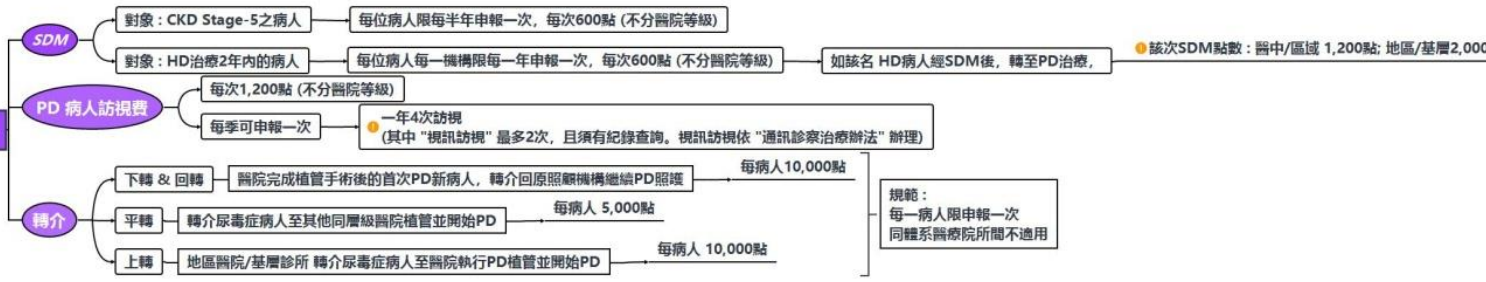 SDM
對象：CKD Stage-5之病人
每位病人限每半年申報一次，每次600點 (不分醫院等級)
對象：HD治療2年內的病人
每位病人每一機構限每一年申報一次，每次600點 (不分醫院等級)
如該名 HD病人經SDM後，轉至PD治療，
該次SDM點數：醫中/區域 1,200點; 地區/基層2,000
PD 病人訪視費
每次1,200點 (不分醫院等級)
每季可申報一次
一年4次訪視
(其中 "視訊訪視" 最多2次，且須有紀錄查詢。視訊訪視依 "通訊診察治療辦法" 辦理)
轉介
下轉 & 回轉
醫院完成植管手術後的首次PD新病人，轉介回原照顧機構繼續PD照護
每病人10,000點
平轉
轉介尿毒症病人至其他同層級醫院植管並開始PD
每病人 5,000點
上轉
地區醫院/基層診所 轉介尿毒症病人至醫院執行PD植管並開始PD
每病人 10,000點
規範：
每一病人限申報一次
同體系醫療院所間不適用